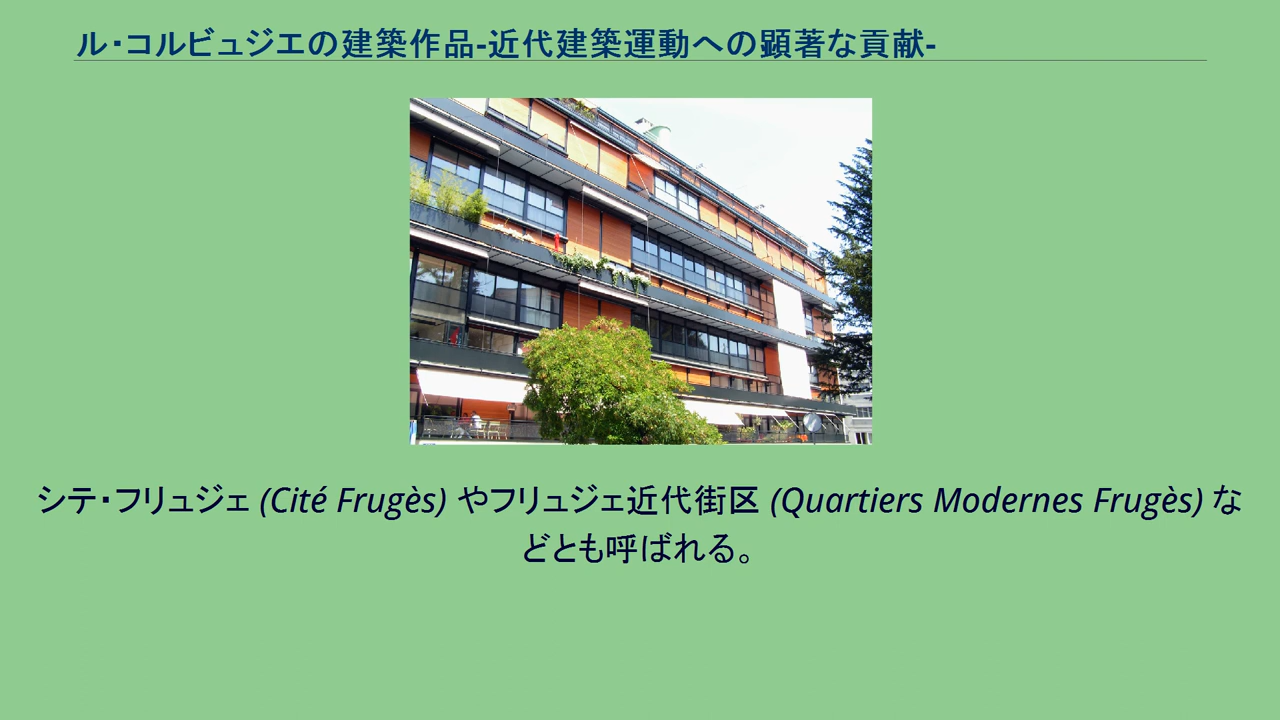 ル・コルビュジエの建築作品-近代建築運動への顕著な貢献-
シテ・フリュジェ (Cité Frugès) やフリュジェ近代街区 (Quartiers Modernes Frugès) な
どとも呼ばれる。